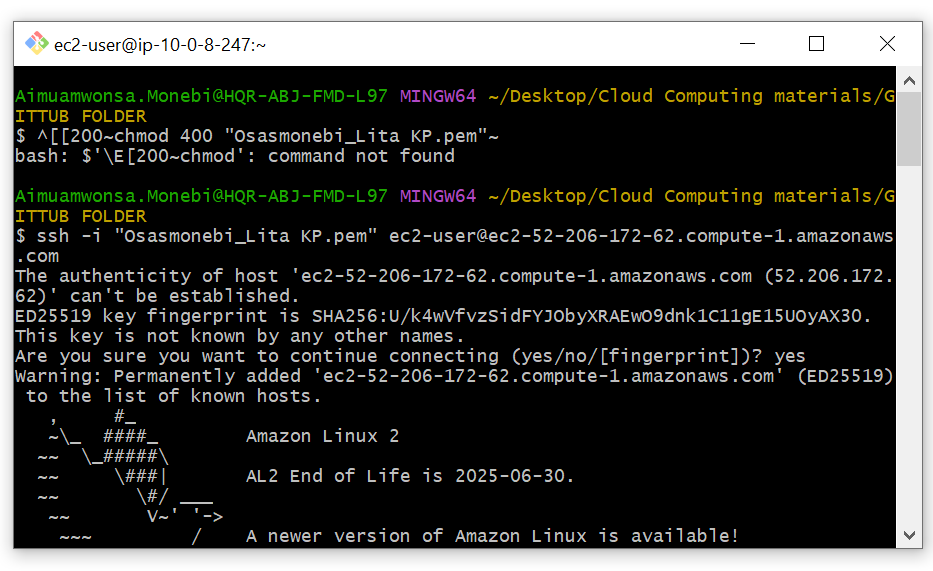 ec2-user@ip-10-0-8-247:~
Aimuamwonsa.Monebi@HQR-ABJ-FMD-L97 MINGW64 ~/Desktop/Cloud Computing materials/G
ITTUB FOLDER
$ ^[[200~chmod 400 "Osasmonebi_Lita KP.pem"~
bash: $'\E[200~chmod': command not found
Aimuamwonsa.Monebi@HQR-ABJ-FMD-L97 MINGW64 ~/Desktop/Cloud Computing materials/G
ITTUB FOLDER
$ ssh -i "Osasmonebi_Lita KP.pem" ec2-user@ec2-52-206-172-62.compute-1.amazonaws
.com
The authenticity of host 'ec2-52-206-172-62.compute-1.amazonaws.com (52.206.172.
62)' can't be established.
ED25519 key fingerprint is SHA256:U/k4wVfvzSidFYJObyXRAEwO9dnk1C11gE15UOyAX30.
This key is not known by any other names.
Are you sure you want to continue connecting (yes/no/[fingerprint])? yes
Warning: Permanently added 'ec2-52-206-172-62.compute-1.amazonaws.com' (ED25519)
 to the list of known hosts.
   ,     #_
   ~\_  ####_        Amazon Linux 2
  ~~  \_#####\
  ~~     \###|       AL2 End of Life is 2025-06-30.
  ~~       \#/ ___
   ~~       V~' '->
    ~~~         /    A newer version of Amazon Linux is available!